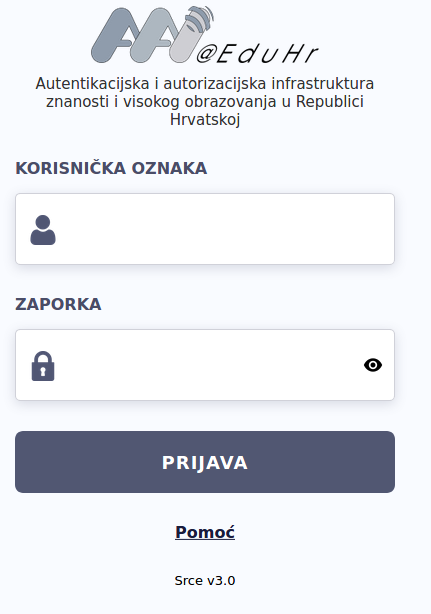 AAI@EduHr
Autentikacijska i autorizacijska infrastruktura
znanosti i visokog obrazovanja u Republici
Hrvatskoj
KORISNIČKA OZNAKA
ZAPORKA
PRIJAVA
Pomoć
Srce v3.0